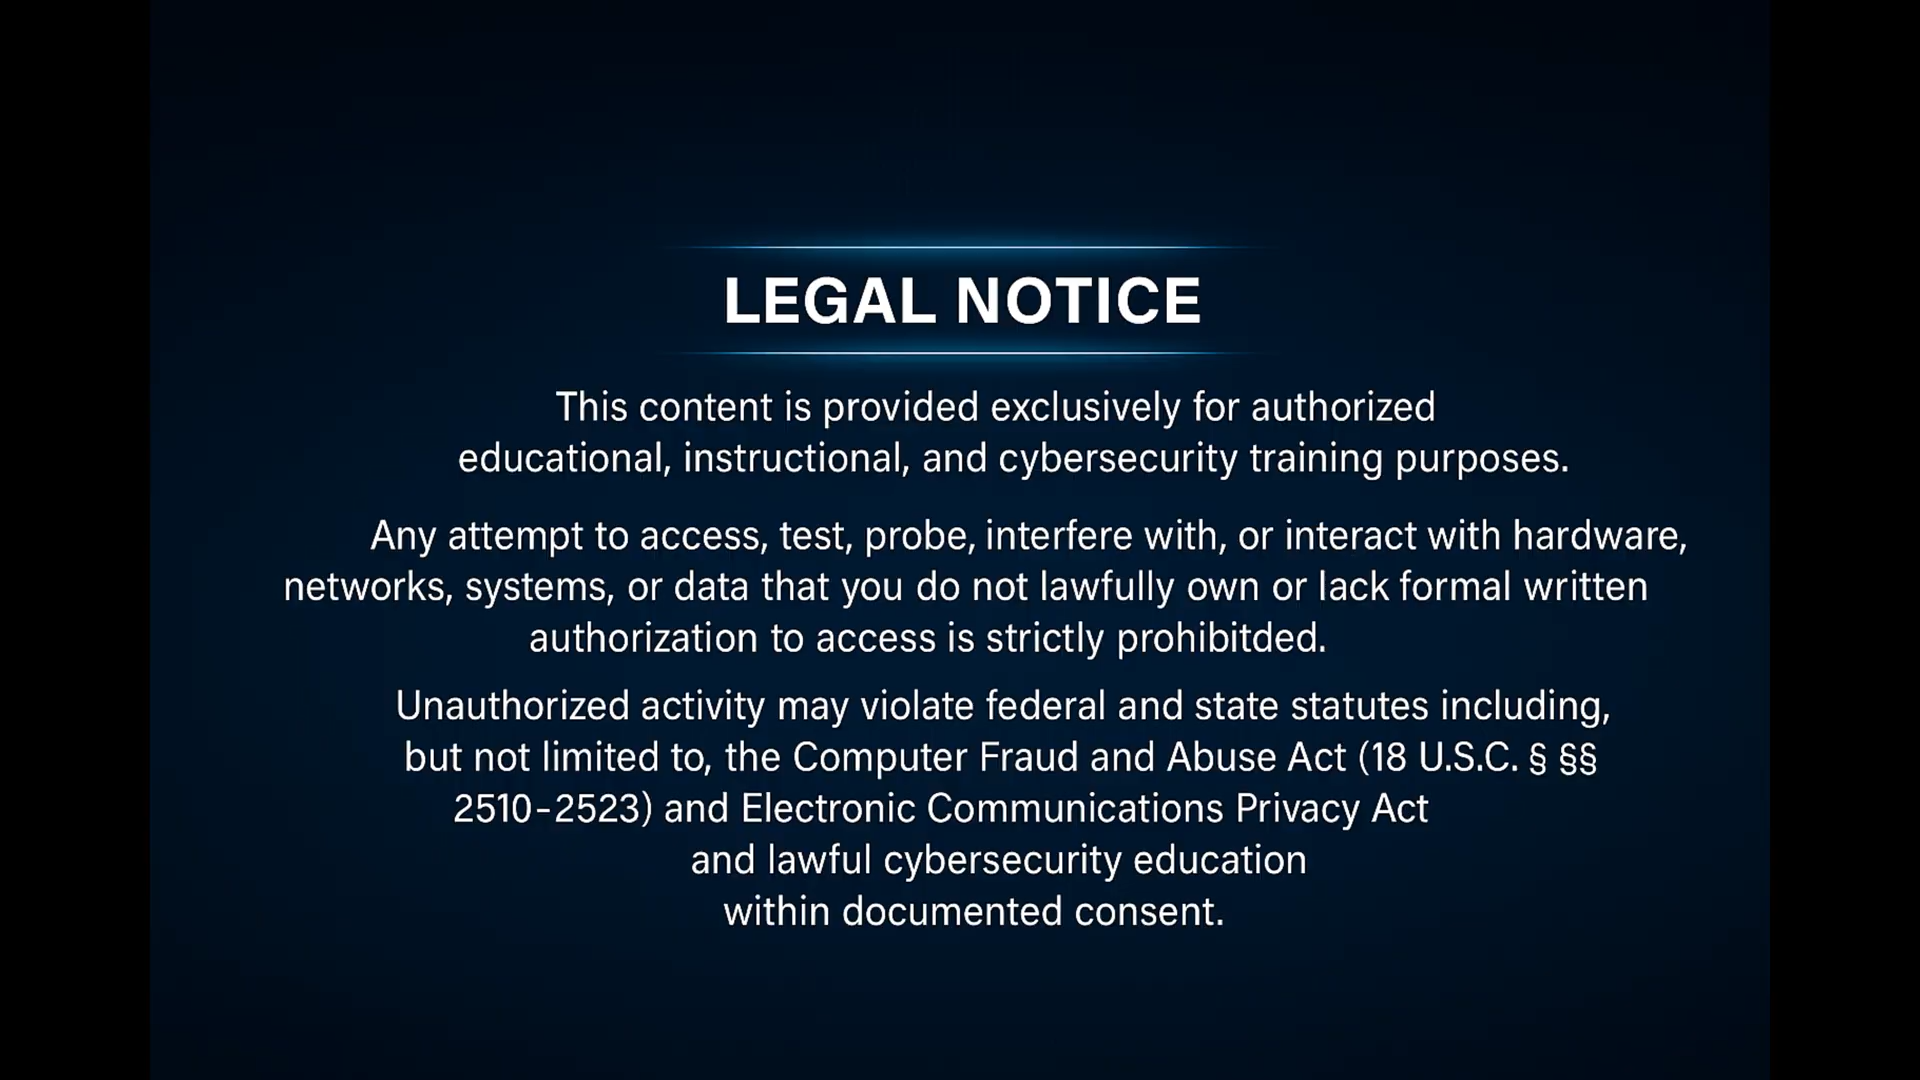 LEGAL NOTICE
This content is provided exclusively for authorized
educational, instructional, and cybersecurity training purposes.
Any attempt to access, test, probe, interfere with, or interact with hardware,
networks, systems, or data that you do not lawfully own or lack formal written
authorization to access is strictly prohibitded.
Unauthorized activity may violate federal and state statutes including,
but not limited to, the Computer Fraud and Abuse Act (18 U.S.C. § §§
2510–2523) and Electronic Communications Privacy Act
and lawful cybersecurity education
within documented consent.